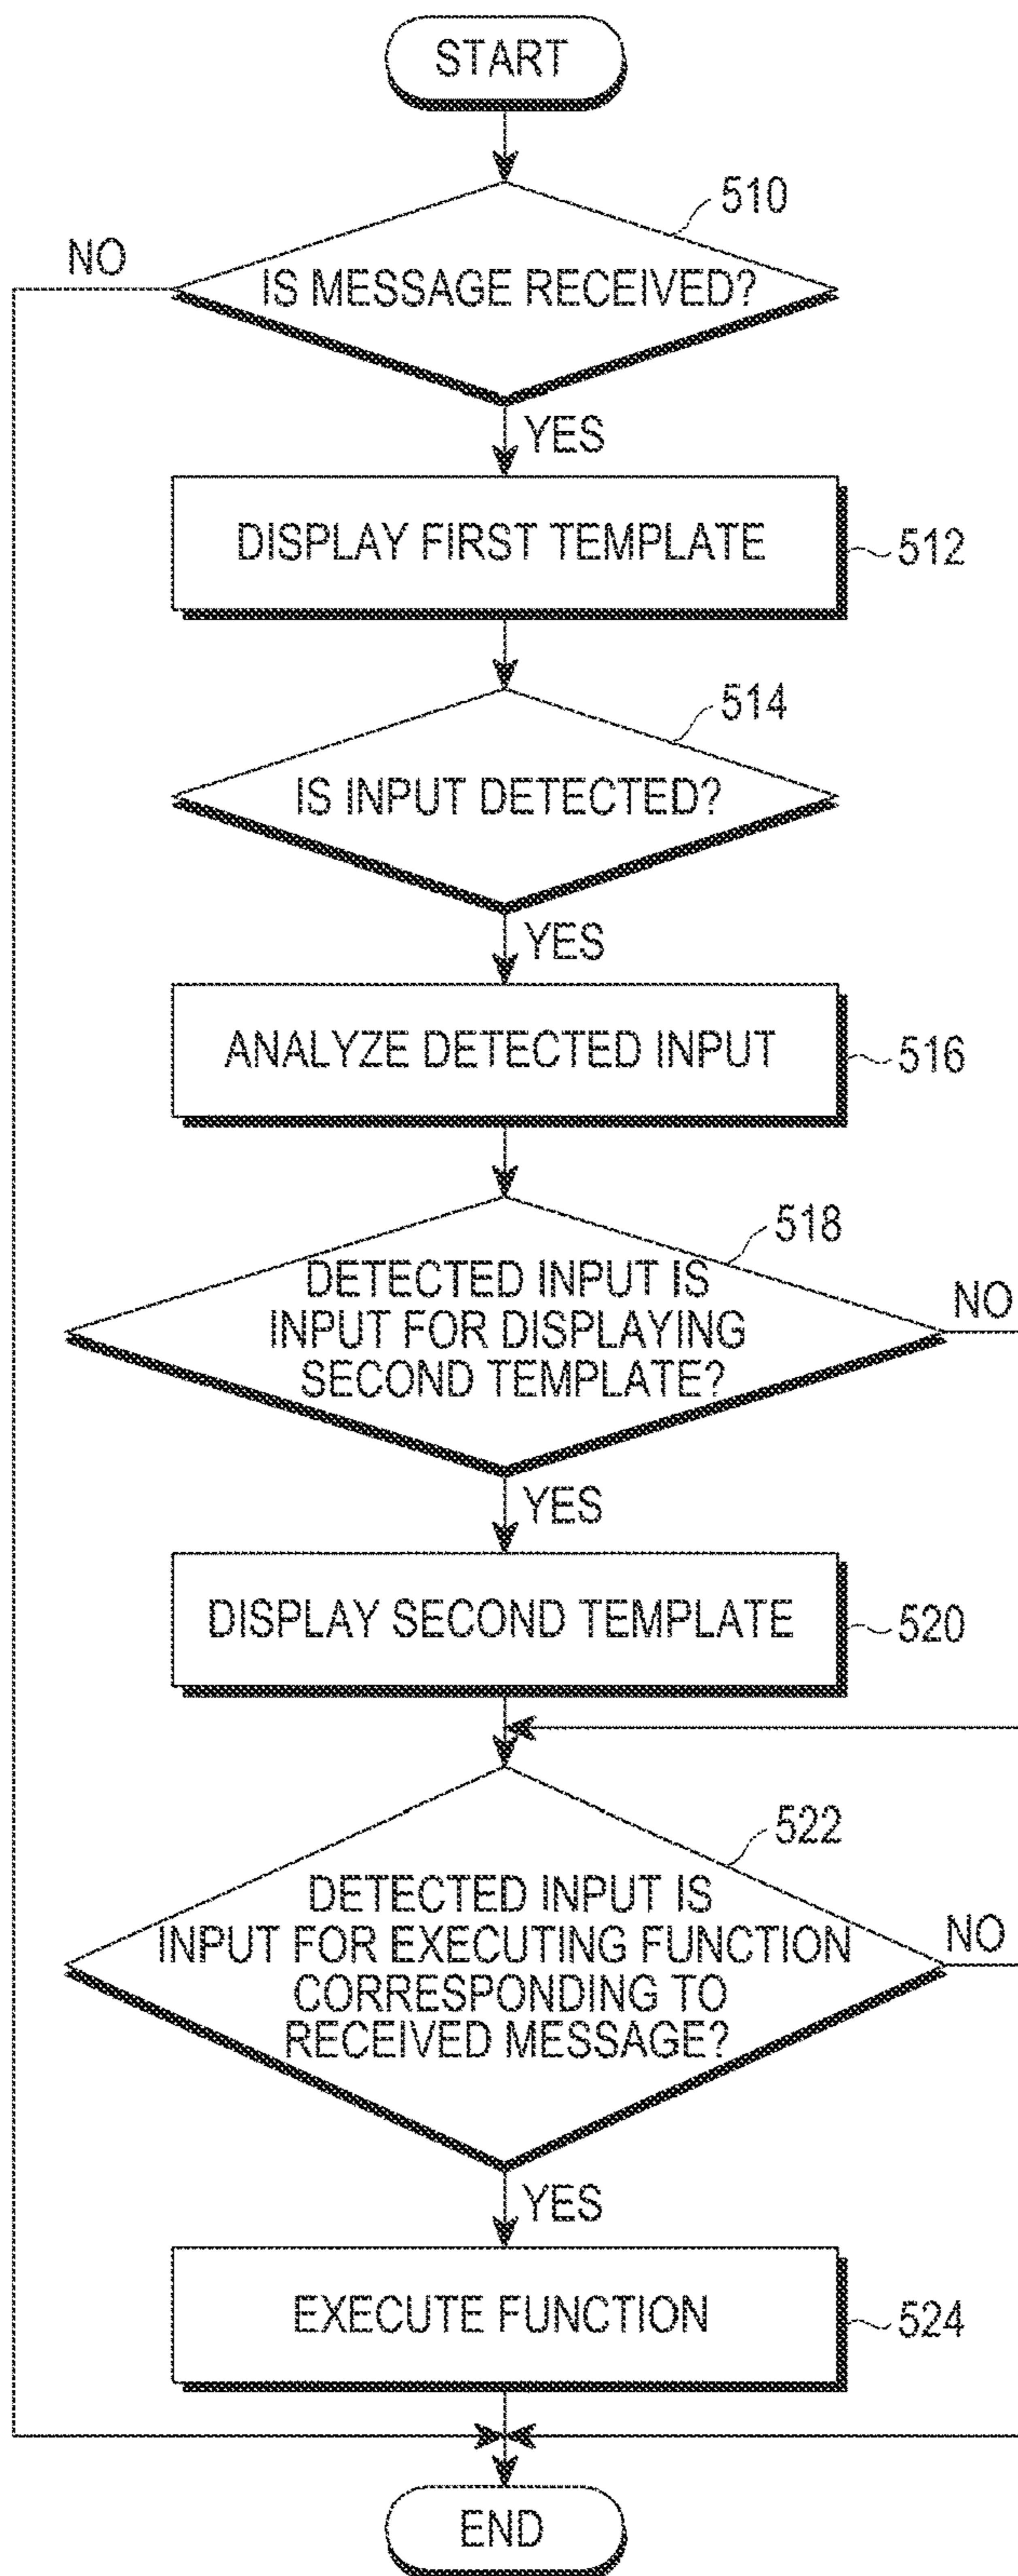 START
510
NO
IS MESSAGE RECEIVED?
YES
DISPLAY FIRST TEMPLATE
512
514
IS INPUT DETECTED?
YES
ANALYZE DETECTED INPUT
516
518
DETECTED INPUT IS
INPUT FOR DISPLAYING
SECOND TEMPLATE?
NO
YES
DISPLAY SECOND TEMPLATE
520
522
DETECTED INPUT IS
INPUT FOR EXECUTING FUNCTION
CORRESPONDING TO
RECEIVED MESSAGE?
NO
YES
EXECUTE FUNCTION
524
END